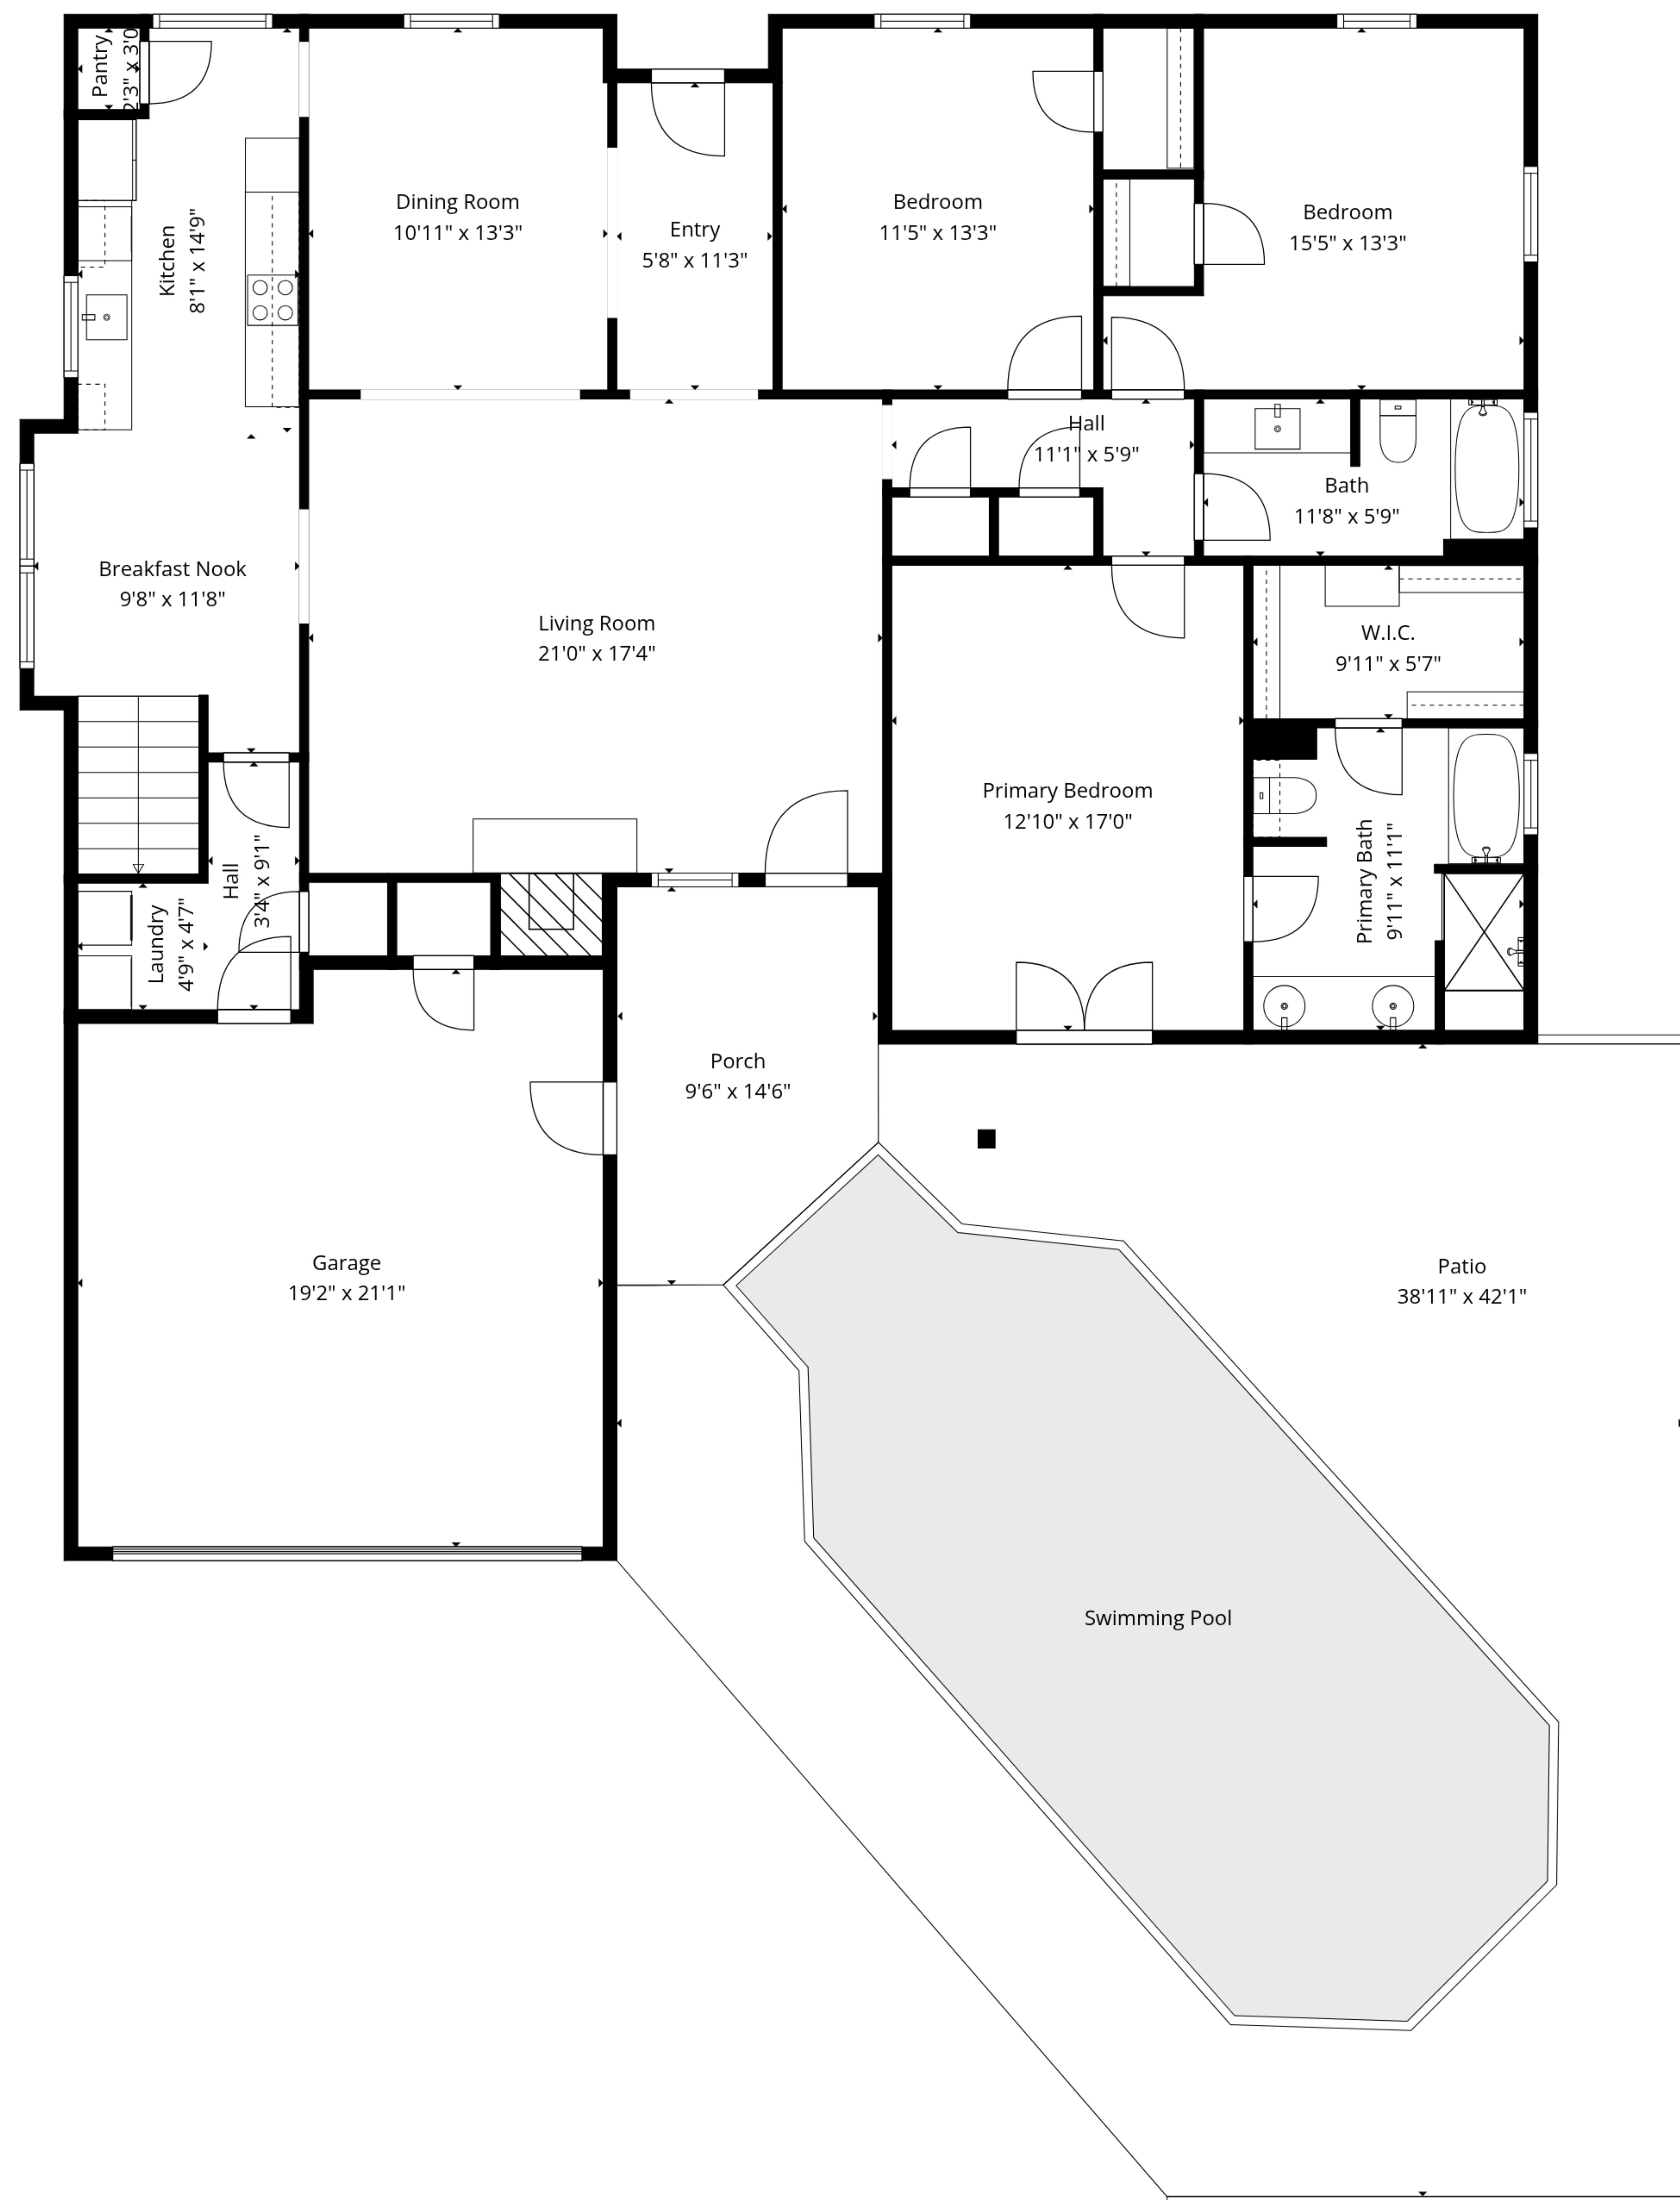 Pantry
2'3" x 3'0
Kitchen
8'1" x 14'9"
Dining Room
10'11" x 13'3"
Entry
5'8" x 11'3"
Bedroom
11'5" x 13'3"
Bedroom
15'5" x 13'3"
Hall
11'1" x 5'9"
Bath
11'8" x 5'9"
Breakfast Nook
9'8" x 11'8"
Living Room
21'0" x 17'4"
W.I.C.
9'11" x 5'7"
Primary Bedroom
12'10" x 17'0"
Primary Bath
9'11" x 11'1"
Hall
3'4" x 9'1"
Laundry
4'9" x 4'7"
Porch
9'6" x 14'6"
Garage
19'2" x 21'1"
Patio
38'11" x 42'1"
Swimming Pool